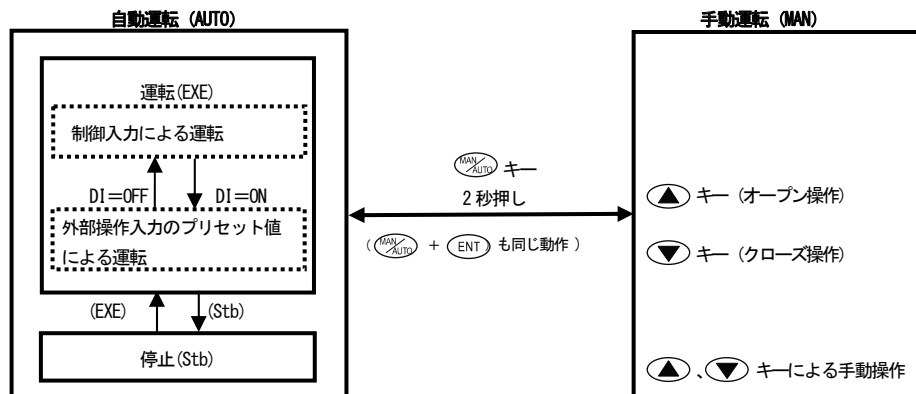 自動運転 (AUTO)
運転(EXE)
制御入力による運転
DI=OFF
DI=ON
外部操作入力のプリセット値
による運転
(EXE)
(Stb)
停止(Stb)
MAN/AUTO キー
2秒押し
(MAN/AUTO + ENT も同じ動作 )
手動運転 (MAN)
▲ キー (オープン操作)
▼ キー (クローズ操作)
▲、▼ キーによる手動操作